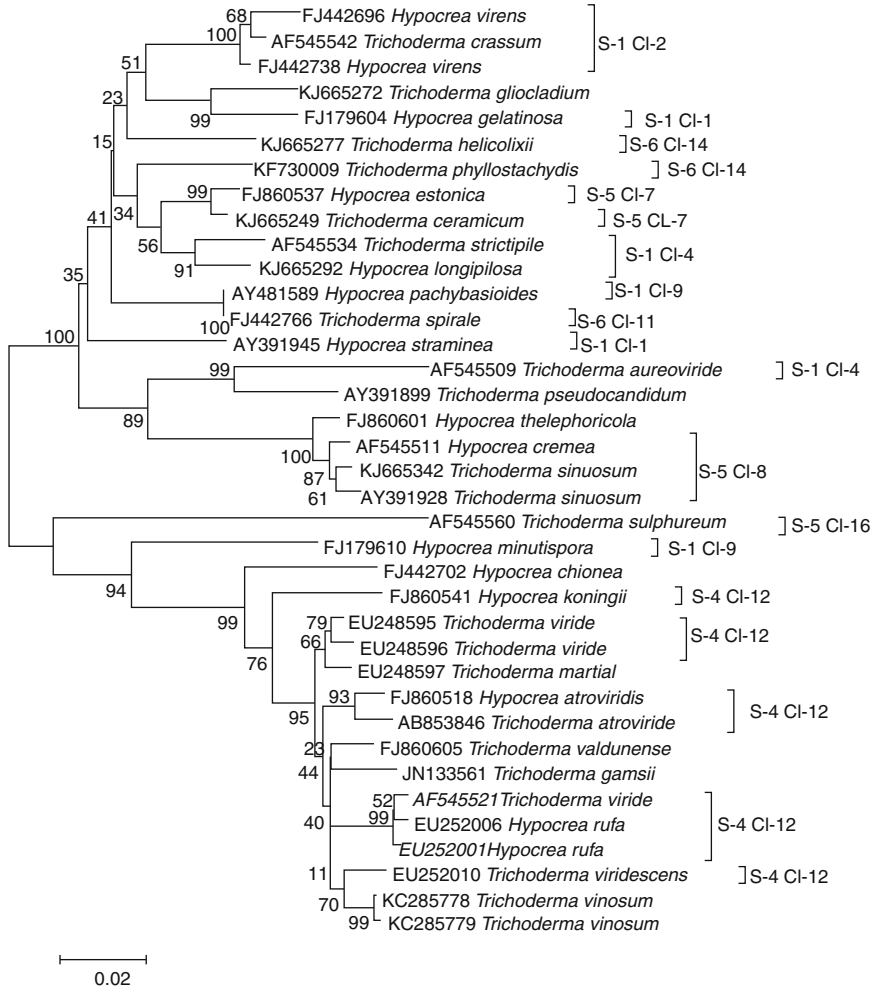 68 FJ442696 Hypocrea virens
100 AF545542 Trichoderma crassum S-1 Cl-2
FJ442738 Hypocrea virens
51
KJ665272 Trichoderma gliocladium
23
99 FJ179604 Hypocrea gelatinosa S-1 Cl-1
15 KJ665277 Trichoderma helicolixii S-6 Cl-14
KF730009 Trichoderma phyllostachydis S-6 Cl-14
99 FJ860537 Hypocrea estonica S-5 Cl-7
41 34 KJ665249 Trichoderma ceramicum S-5 CL-7
56 AF545534 Trichoderma strictipile
S-1 Cl-4
91 KJ665292 Hypocrea longipilosa
35
AY481589 Hypocrea pachybasioides S-1 Cl-9
100 FJ442766 Trichoderma spirale S-6 Cl-11
100 AY391945 Hypocrea straminea S-1 Cl-1
99 AF545509 Trichoderma aureoviride S-1 Cl-4
AY391899 Trichoderma pseudocandidum
89 FJ860601 Hypocrea thelephoricola
100 AF545511 Hypocrea cremea
87 KJ665342 Trichoderma sinuosum S-5 Cl-8
61 AY391928 Trichoderma sinuosum
AF545560 Trichoderma sulphureum S-5 Cl-16
FJ179610 Hypocrea minutispora S-1 Cl-9
94 FJ442702 Hypocrea chionea
99 FJ860541 Hypocrea koningii S-4 Cl-12
79 EU248595 Trichoderma viride
66 EU248596 Trichoderma viride S-4 Cl-12
76 EU248597 Trichoderma martial
93 FJ860518 Hypocrea atroviridis
95 AB853846 Trichoderma atroviride S-4 Cl-12
23 FJ860605 Trichoderma valdunense
44 JN133561 Trichoderma gamsii
52 AF545521Trichoderma viride
40 99 EU252006 Hypocrea rufa S-4 Cl-12
EU252001Hypocrea rufa
11 EU252010 Trichoderma viridescens S-4 Cl-12
70 KC285778 Trichoderma vinosum
99 KC285779 Trichoderma vinosum
0.02